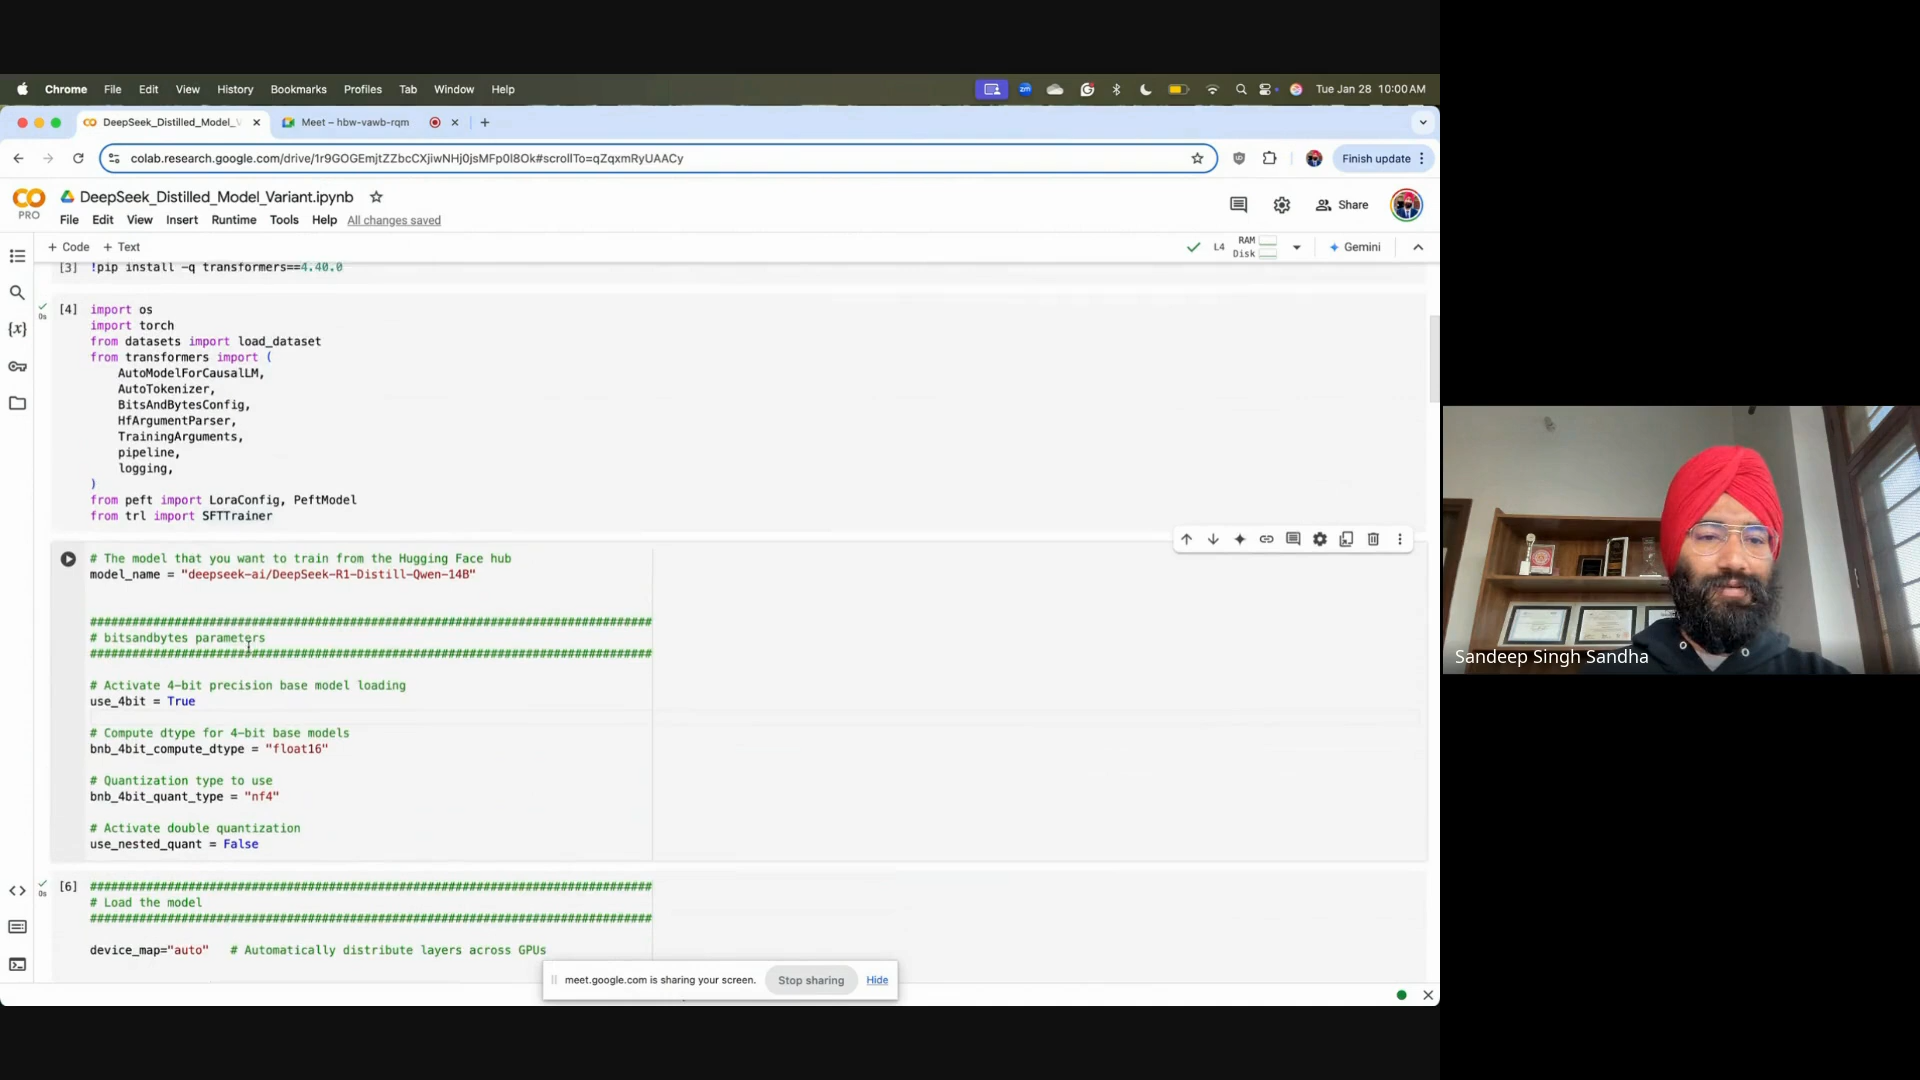 Chrome File Edit View History Bookmarks Profiles Tab Window Help
zm
Tue Jan 28 10:00 AM
DeepSeek_Distilled_Model_V
Meet – hbw-vawb-rqm
colab.research.google.com/drive/1r9GOGEmjtZZbcCXjiwNHj0jsMFp0I8Ok#scrollTo=qZqxmRyUAACy
Finish update
CO
PRO
DeepSeek_Distilled_Model_Variant.ipynb
File Edit View Insert Runtime Tools Help All changes saved
Share
+ Code + Text
L4
RAM
Disk
Gemini
[3] !pip install -q transformers==4.40.0
0s
[4] import os
import torch
from datasets import load_dataset
from transformers import (
AutoModelForCausalLM,
AutoTokenizer,
BitsAndBytesConfig,
HfArgumentParser,
TrainingArguments,
pipeline,
logging,
)
from peft import LoraConfig, PeftModel
from trl import SFTTrainer
# The model that you want to train from the Hugging Face hub
model_name = "deepseek-ai/DeepSeek-R1-Distill-Qwen-14B"
################################################################################
# bitsandbytes parameters
################################################################################
# Activate 4-bit precision base model loading
use_4bit = True
# Compute dtype for 4-bit base models
bnb_4bit_compute_dtype = "float16"
# Quantization type to use
bnb_4bit_quant_type = "nf4"
# Activate double quantization
use_nested_quant = False
0s
[6] ################################################################################
# Load the model
################################################################################
device_map="auto" # Automatically distribute layers across GPUs
meet.google.com is sharing your screen.
Stop sharing
Hide
Sandeep Singh Sandha